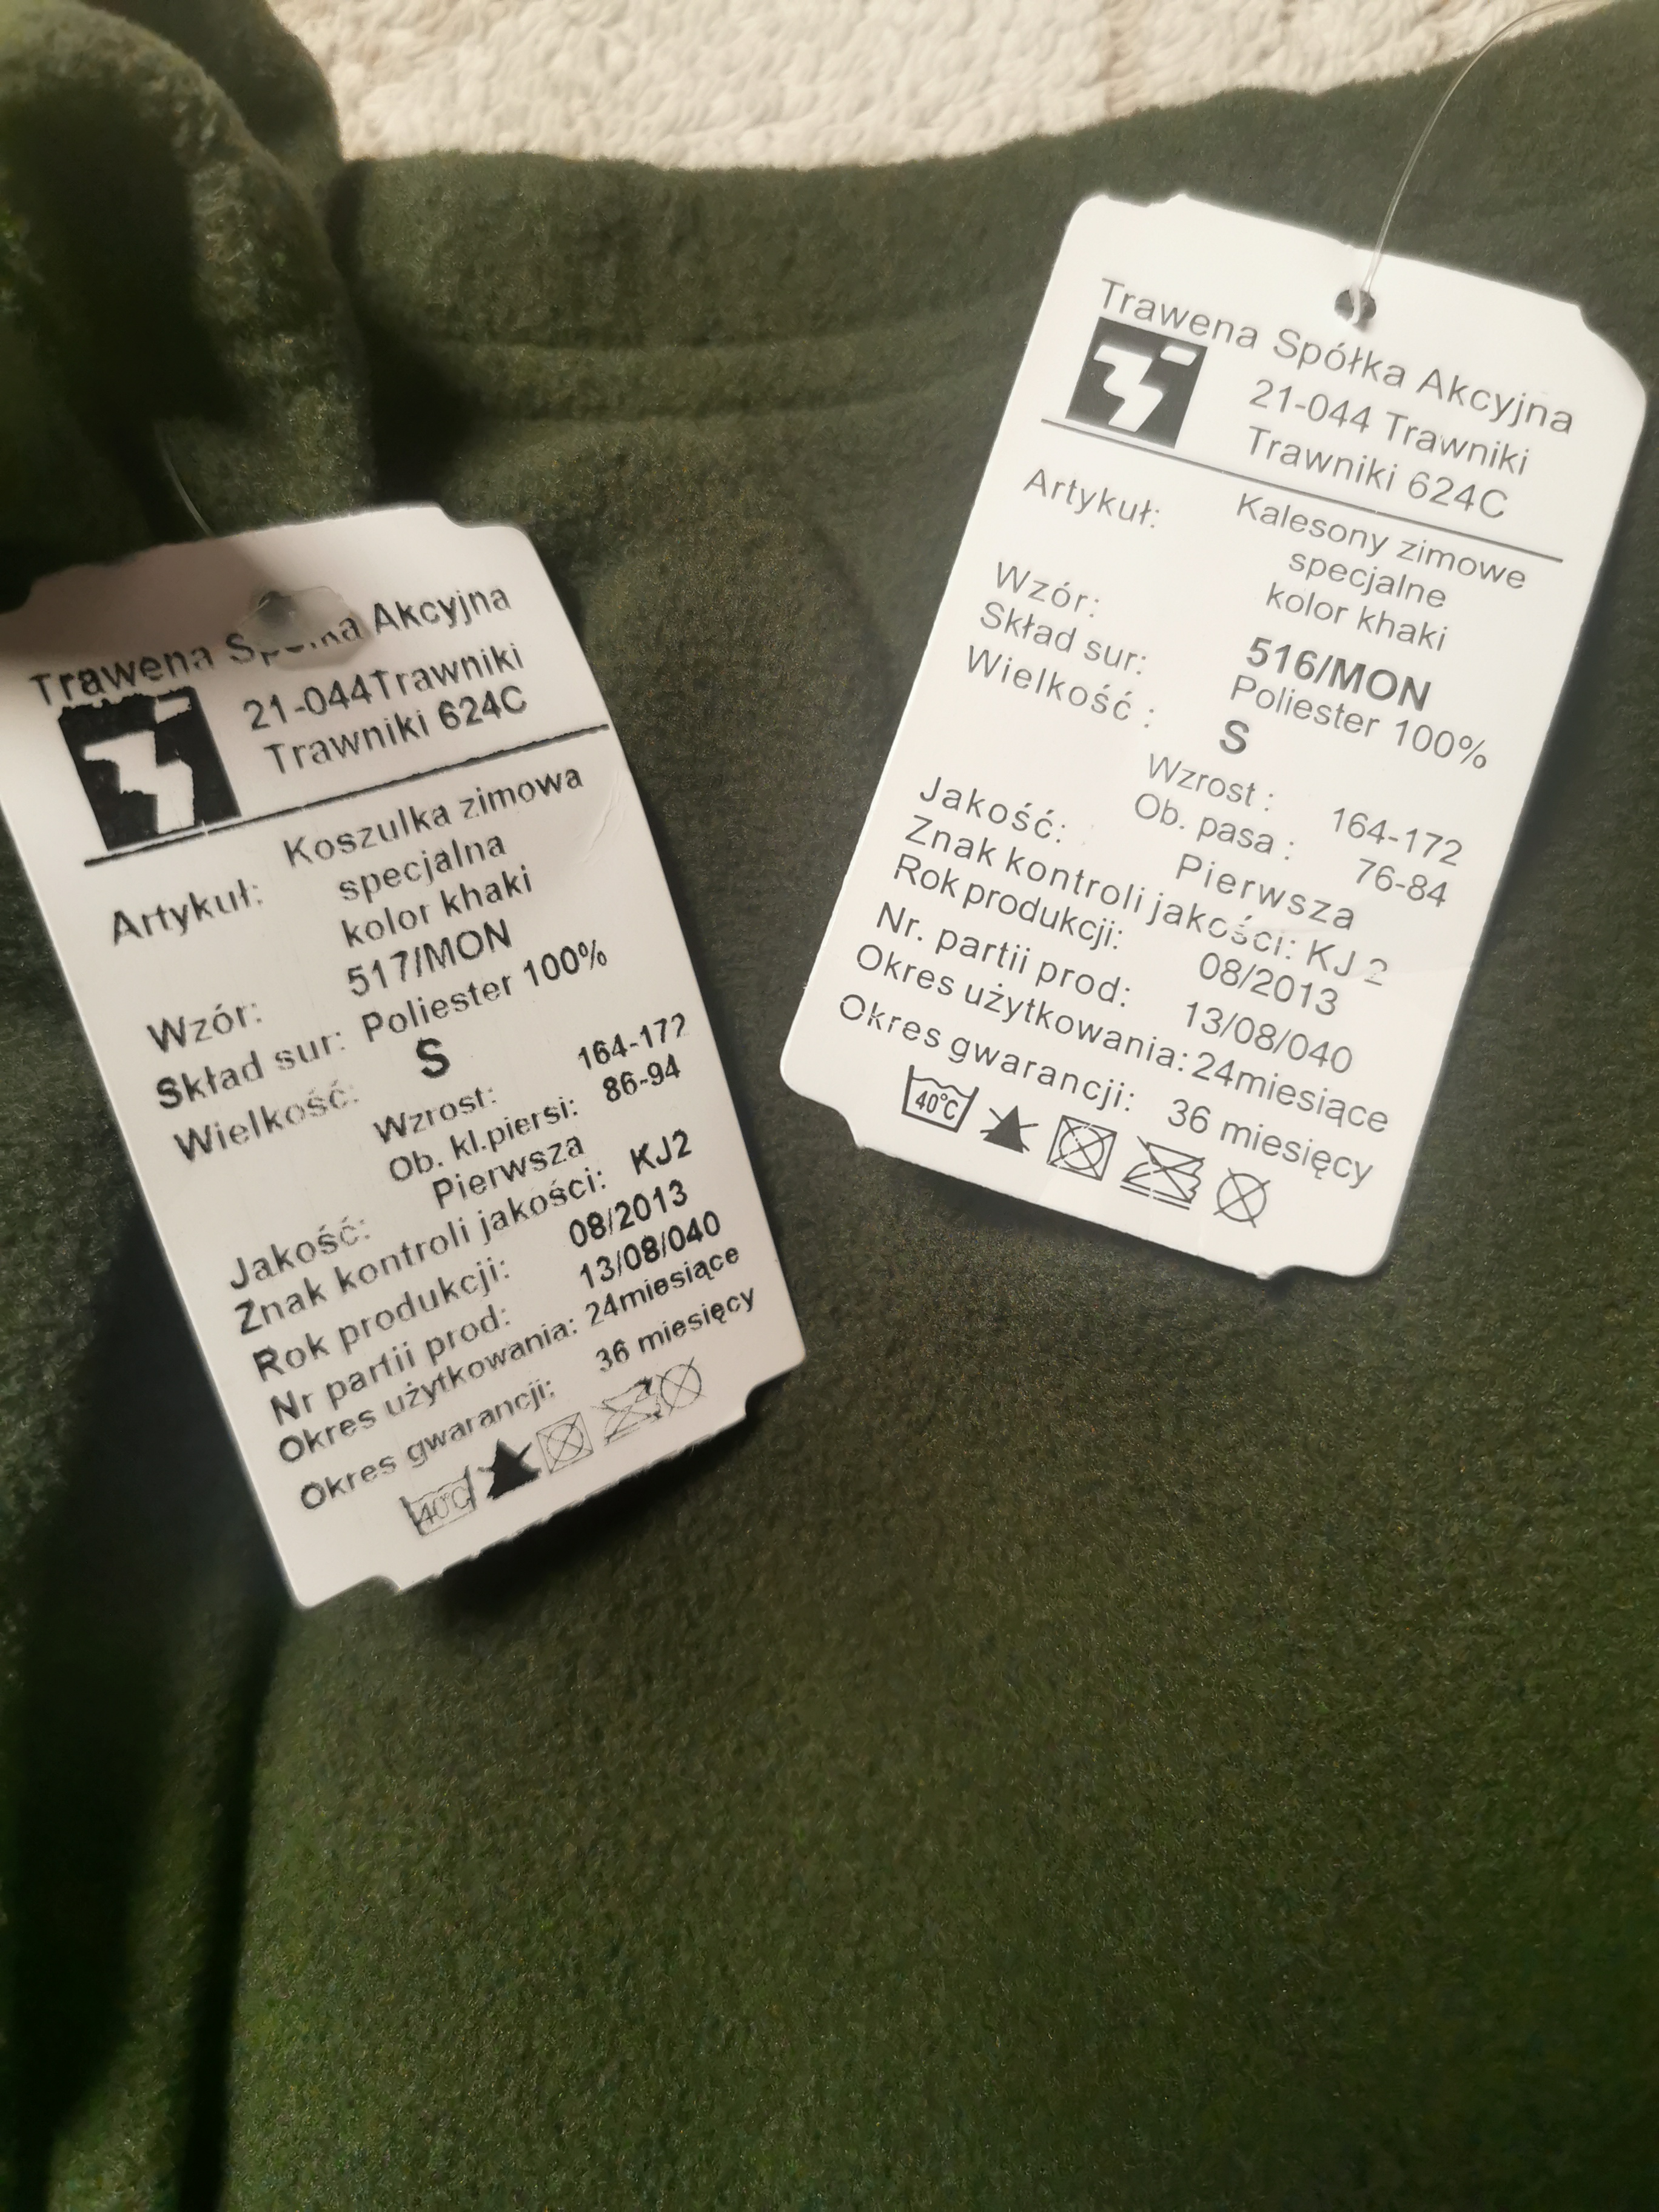 Trawena Spółka Akcyjna
21-044Trawniki
Trawniki 624C
Artykuł: Koszulka zimowa
specjalna
kolor khaki
Wzór: 517/MON
Skład sur: Poliester 100%
Wielkość: S
Wzrost: 164-172
Ob. kl.piersi: 86-94
Jakość: Pierwsza
Znak kontroli jakości: KJ2
Rok produkcji: 08/2013
Nr partii prod: 13/08/040
Okres użytkowania: 24miesiące
Okres gwarancji: 36 miesięcy
40°C
Trawena Spółka Akcyjna
21-044 Trawniki
Trawniki 624C
Artykuł: Kalesony zimowe
specjalne
kolor khaki
Wzór: 516/MON
Skład sur: Poliester 100%
Wielkość : S
Wzrost : 164-172
Ob. pasa : 76-84
Jakość: Pierwsza
Znak kontroli jakości: KJ 2
Rok produkcji: 08/2013
Nr. partii prod: 13/08/040
Okres użytkowania: 24miesiące
Okres gwarancji: 36 miesięcy
40°C